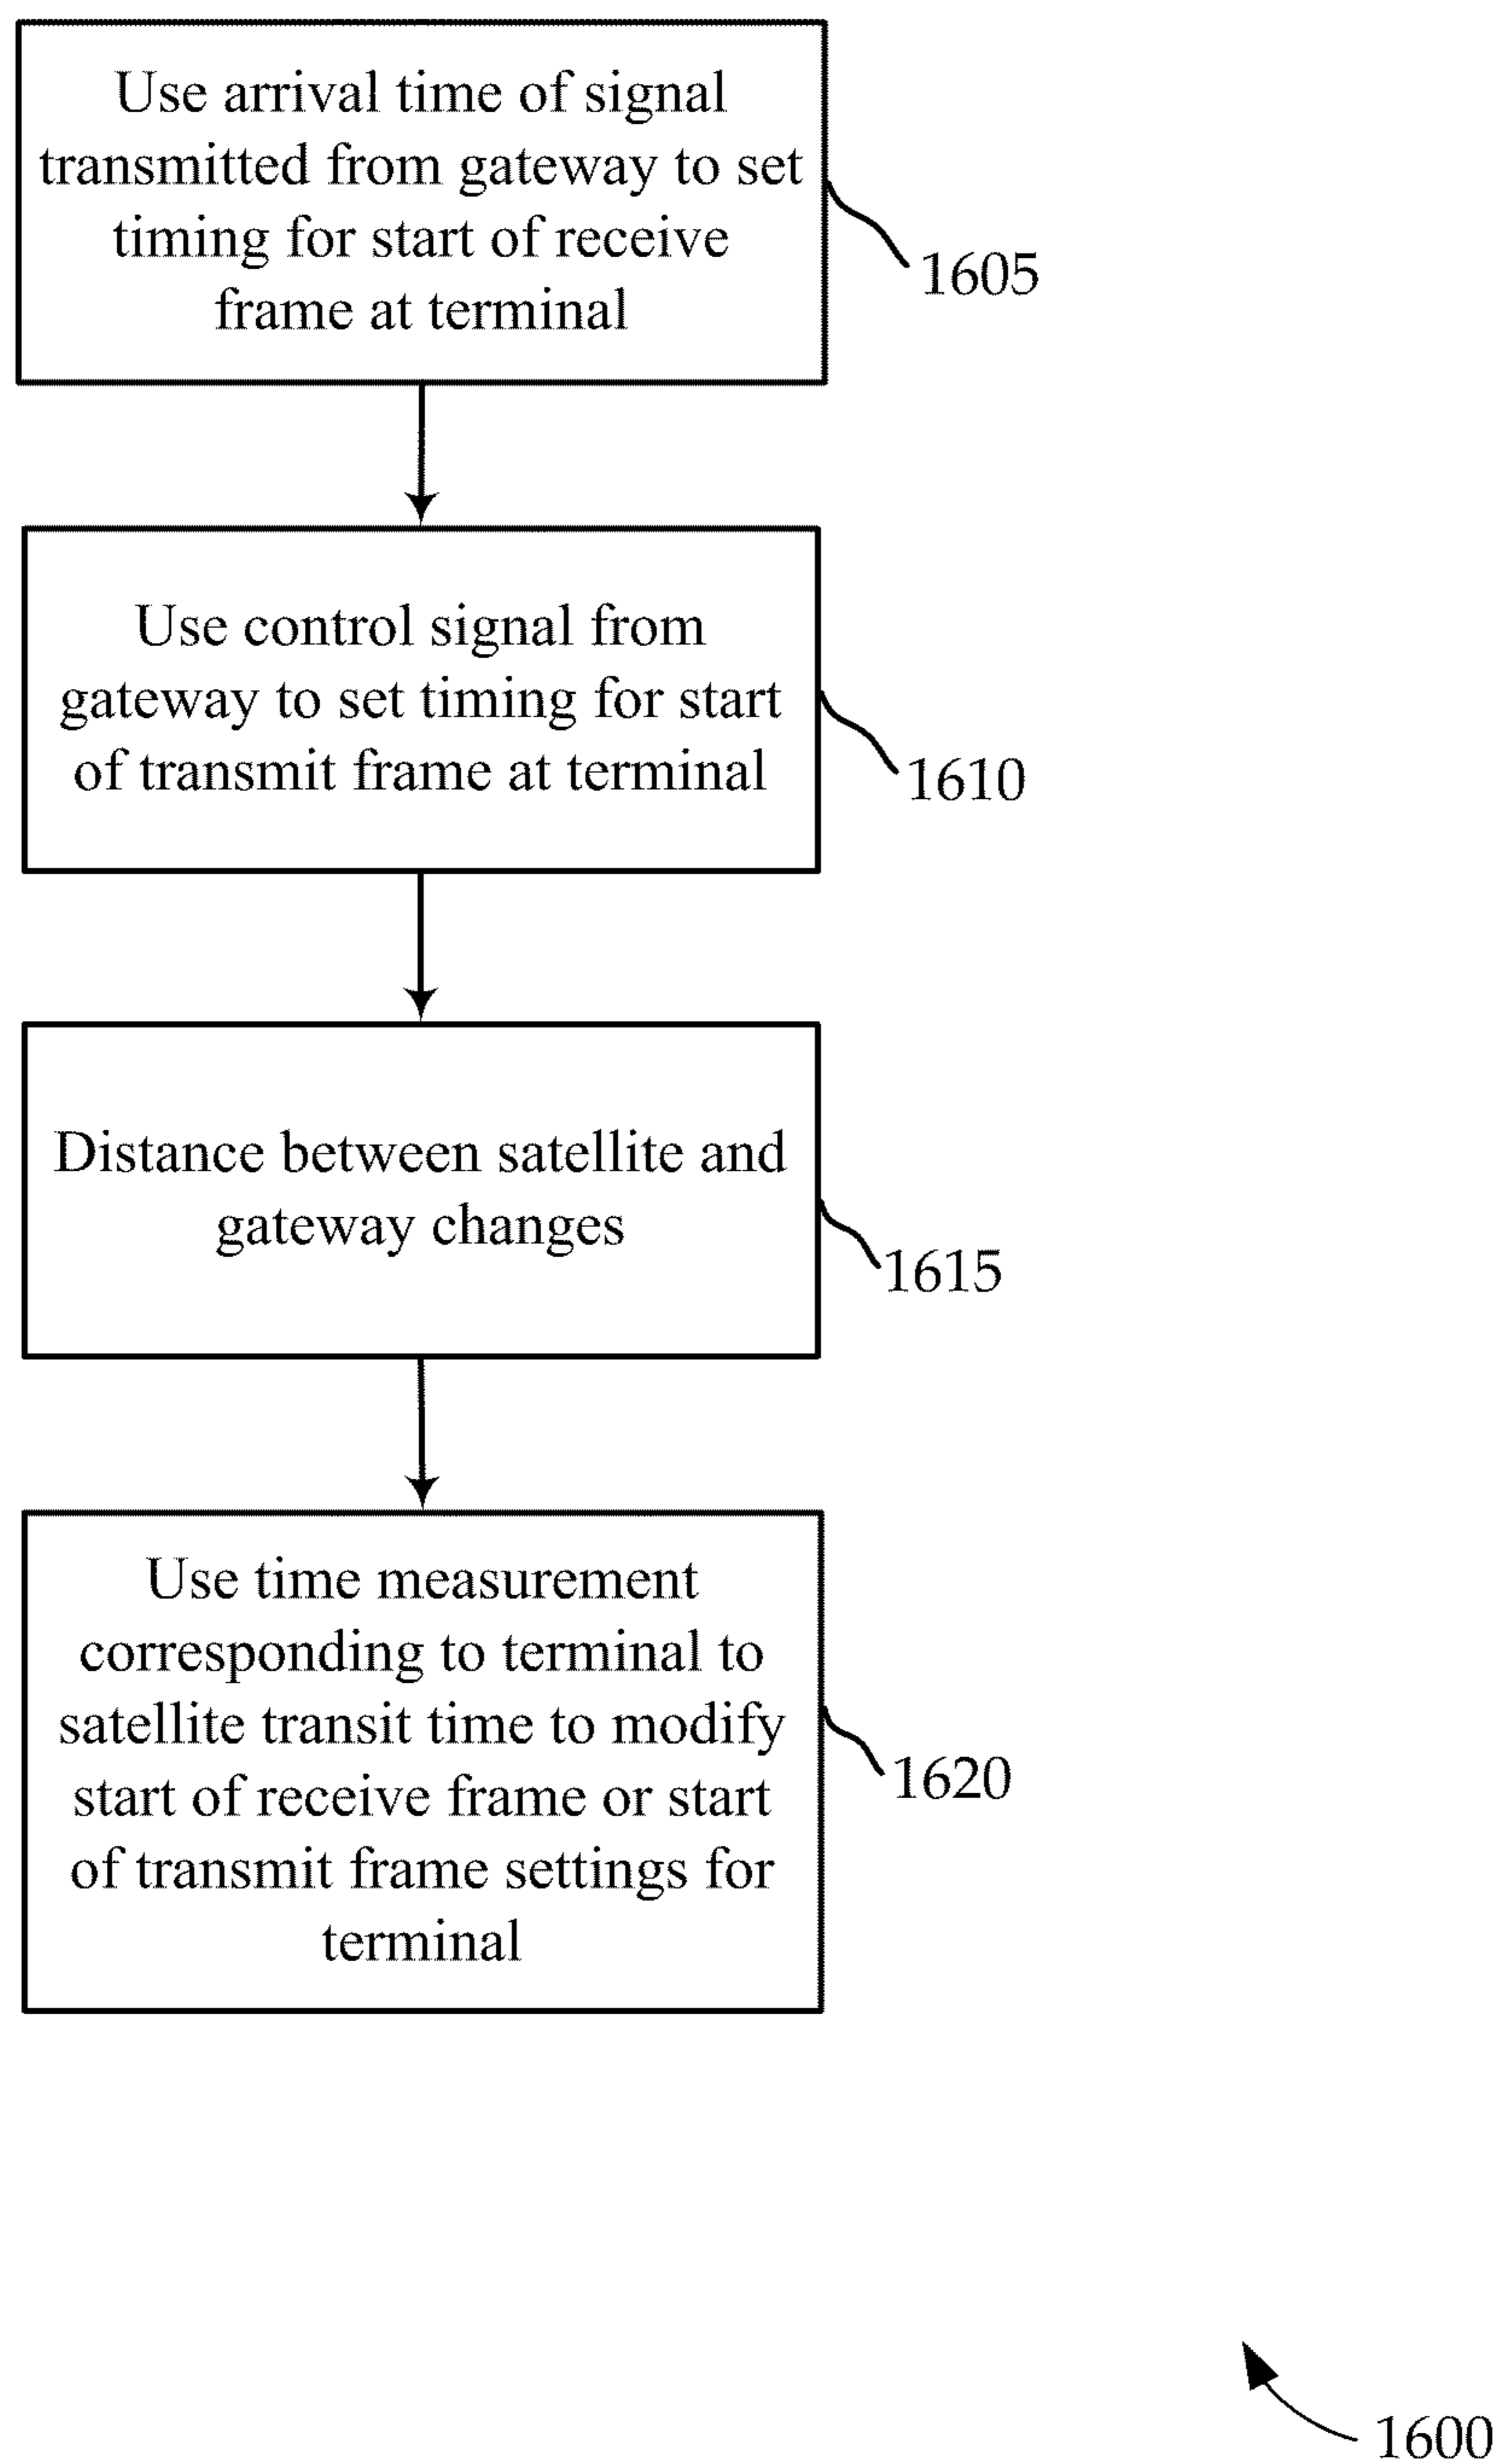 Use arrival time of signal
transmitted from gateway to set
timing for start of receive
frame at terminal
1605
Use control signal from
gateway to set timing for start
of transmit frame at terminal
1610
Distance between satellite and
gateway changes
1615
Use time measurement
corresponding to terminal to
satellite transit time to modify
start of receive frame or start
of transmit frame settings for
terminal
1620
1600